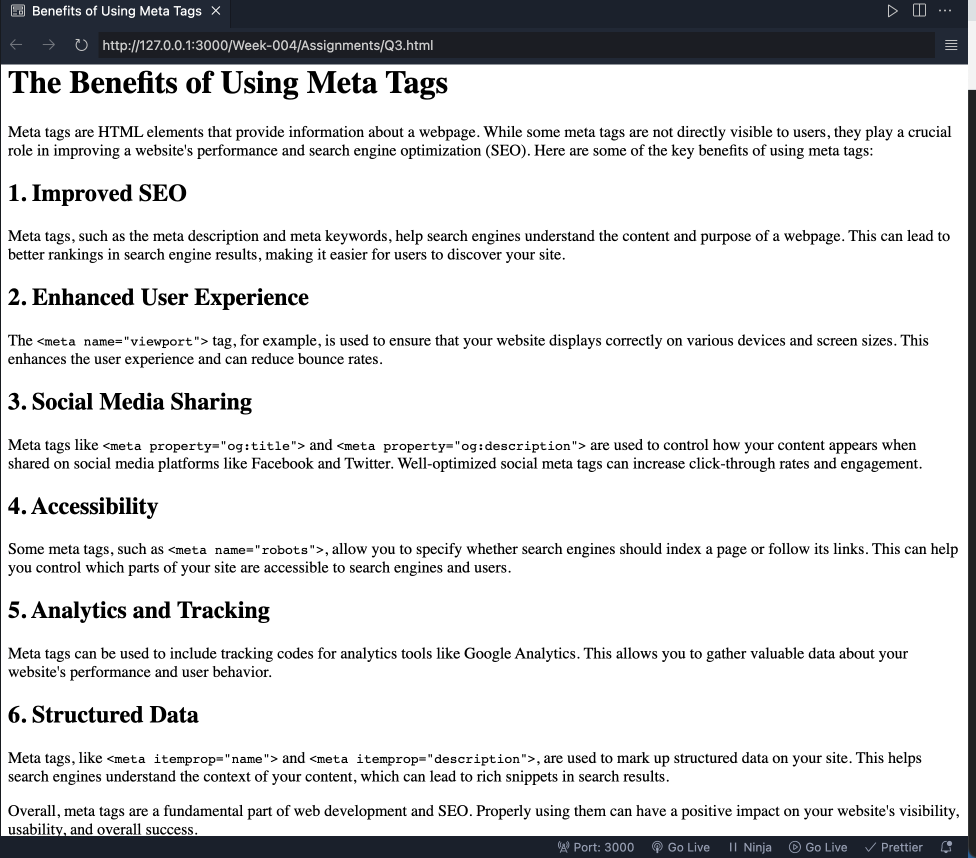 Benefits of Using Meta Tags
http://127.0.0.1:3000/Week-004/Assignments/Q3.html
The Benefits of Using Meta Tags
Meta tags are HTML elements that provide information about a webpage. While some meta tags are not directly visible to users, they play a crucial
role in improving a website's performance and search engine optimization (SEO). Here are some of the key benefits of using meta tags:
1. Improved SEO
Meta tags, such as the meta description and meta keywords, help search engines understand the content and purpose of a webpage. This can lead to
better rankings in search engine results, making it easier for users to discover your site.
2. Enhanced User Experience
The <meta name="viewport"> tag, for example, is used to ensure that your website displays correctly on various devices and screen sizes. This
enhances the user experience and can reduce bounce rates.
3. Social Media Sharing
Meta tags like <meta property="og:title"> and <meta property="og:description"> are used to control how your content appears when
shared on social media platforms like Facebook and Twitter. Well-optimized social meta tags can increase click-through rates and engagement.
4. Accessibility
Some meta tags, such as <meta name="robots">, allow you to specify whether search engines should index a page or follow its links. This can help
you control which parts of your site are accessible to search engines and users.
5. Analytics and Tracking
Meta tags can be used to include tracking codes for analytics tools like Google Analytics. This allows you to gather valuable data about your
website's performance and user behavior.
6. Structured Data
Meta tags, like <meta itemprop="name"> and <meta itemprop="description">, are used to mark up structured data on your site. This helps
search engines understand the context of your content, which can lead to rich snippets in search results.
Overall, meta tags are a fundamental part of web development and SEO. Properly using them can have a positive impact on your website's visibility,
usability, and overall success.
Port: 3000 Go Live Ninja Go Live Prettier